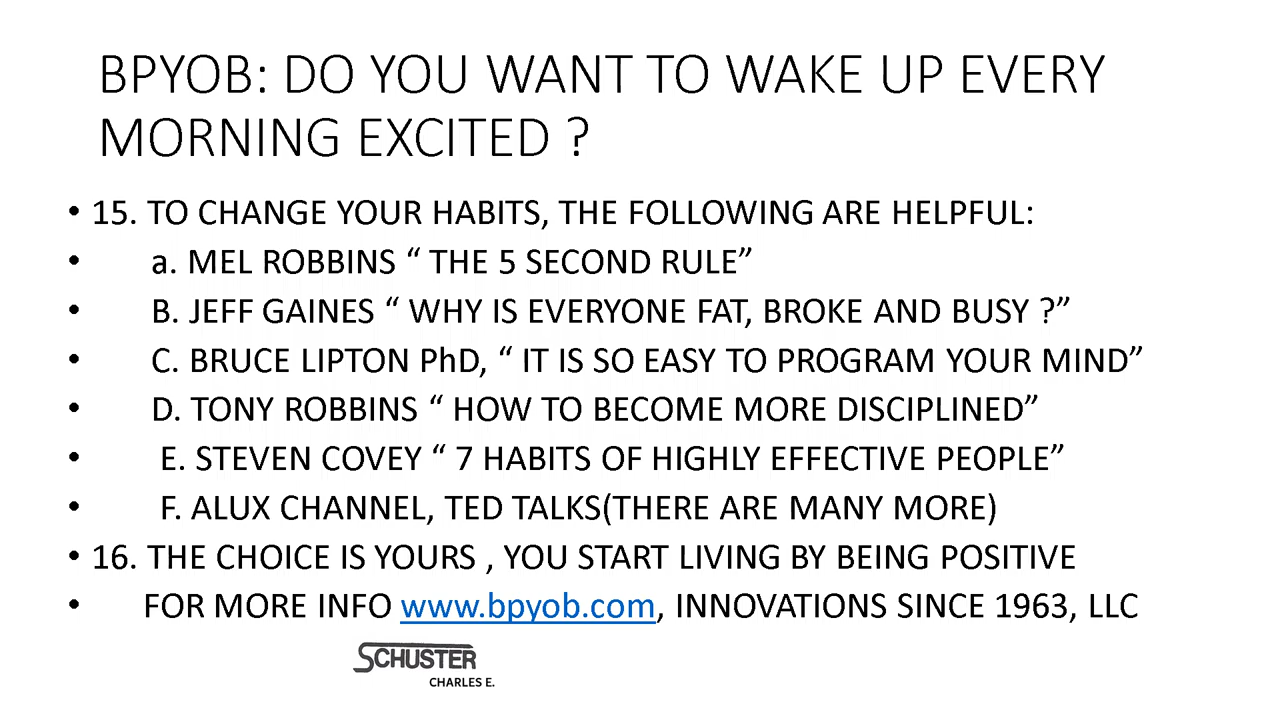 BPYOB: DO YOU WANT TO WAKE UP EVERY
MORNING EXCITED ?
• 15. TO CHANGE YOUR HABITS, THE FOLLOWING ARE HELPFUL:
• a. MEL ROBBINS “ THE 5 SECOND RULE”
• B. JEFF GAINES “ WHY IS EVERYONE FAT, BROKE AND BUSY ?”
• C. BRUCE LIPTON PhD, “ IT IS SO EASY TO PROGRAM YOUR MIND”
• D. TONY ROBBINS “ HOW TO BECOME MORE DISCIPLINED”
• E. STEVEN COVEY “ 7 HABITS OF HIGHLY EFFECTIVE PEOPLE”
• F. ALUX CHANNEL, TED TALKS(THERE ARE MANY MORE)
• 16. THE CHOICE IS YOURS , YOU START LIVING BY BEING POSITIVE
• FOR MORE INFO www.bpyob.com, INNOVATIONS SINCE 1963, LLC
SCHUSTER
CHARLES E.